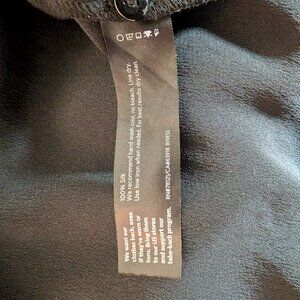 100% Silk
We recommend hand wash cold, no bleach. Line dry.
Use low iron when needed. For best results dry clean.
We want our
clothes back even
if they're worn or
torn. Bring them
to our US stores
and support our
take-back program.